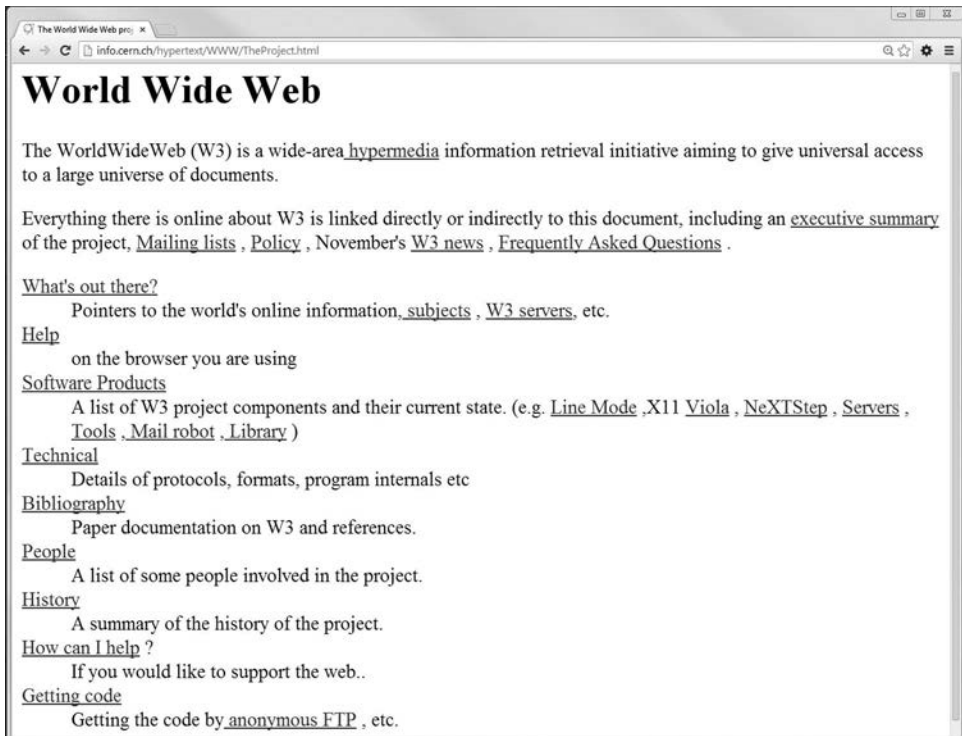 The World Wide Web proj
info.cern.ch/hypertext/WWW/TheProject.html
World Wide Web
The WorldWideWeb (W3) is a wide-area hypermedia information retrieval initiative aiming to give universal access
to a large universe of documents.
Everything there is online about W3 is linked directly or indirectly to this document, including an executive summary
of the project, Mailing lists , Policy , November's W3 news , Frequently Asked Questions .
What's out there?
Pointers to the world's online information, subjects , W3 servers, etc.
Help
on the browser you are using
Software Products
A list of W3 project components and their current state. (e.g. Line Mode ,X11 Viola , NeXTStep , Servers ,
Tools , Mail robot , Library )
Technical
Details of protocols, formats, program internals etc
Bibliography
Paper documentation on W3 and references.
People
A list of some people involved in the project.
History
A summary of the history of the project.
How can I help ?
If you would like to support the web..
Getting code
Getting the code by anonymous FTP , etc.